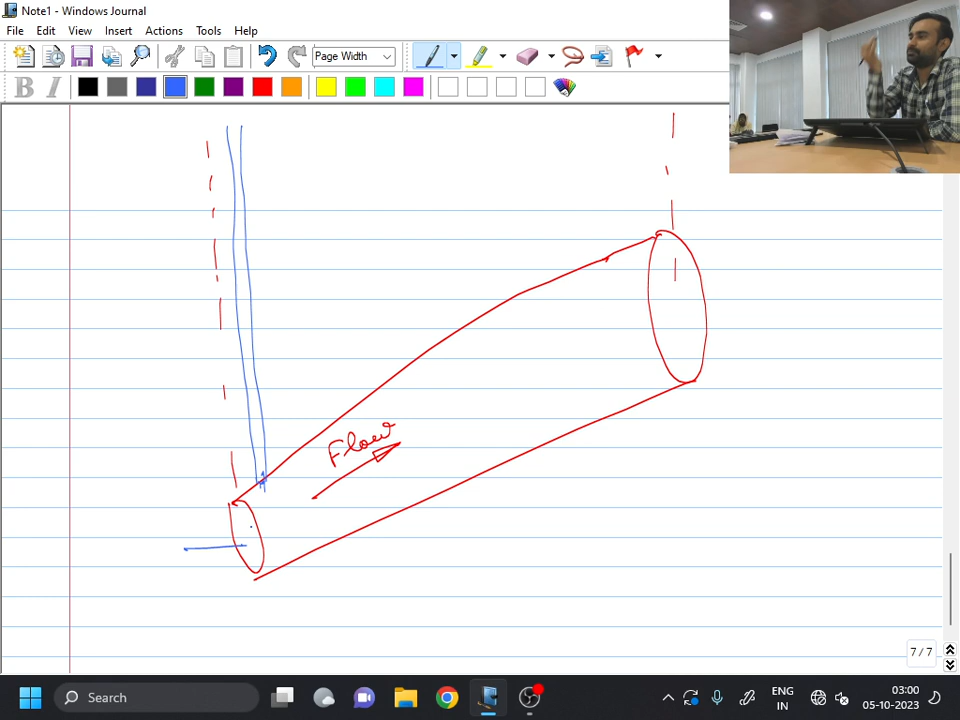 Note1 - Windows Journal
File Edit View Insert Actions Tools Help
Page Width
B I
Flow
7 / 7
Search
ENG
IN
03:00
05-10-2023